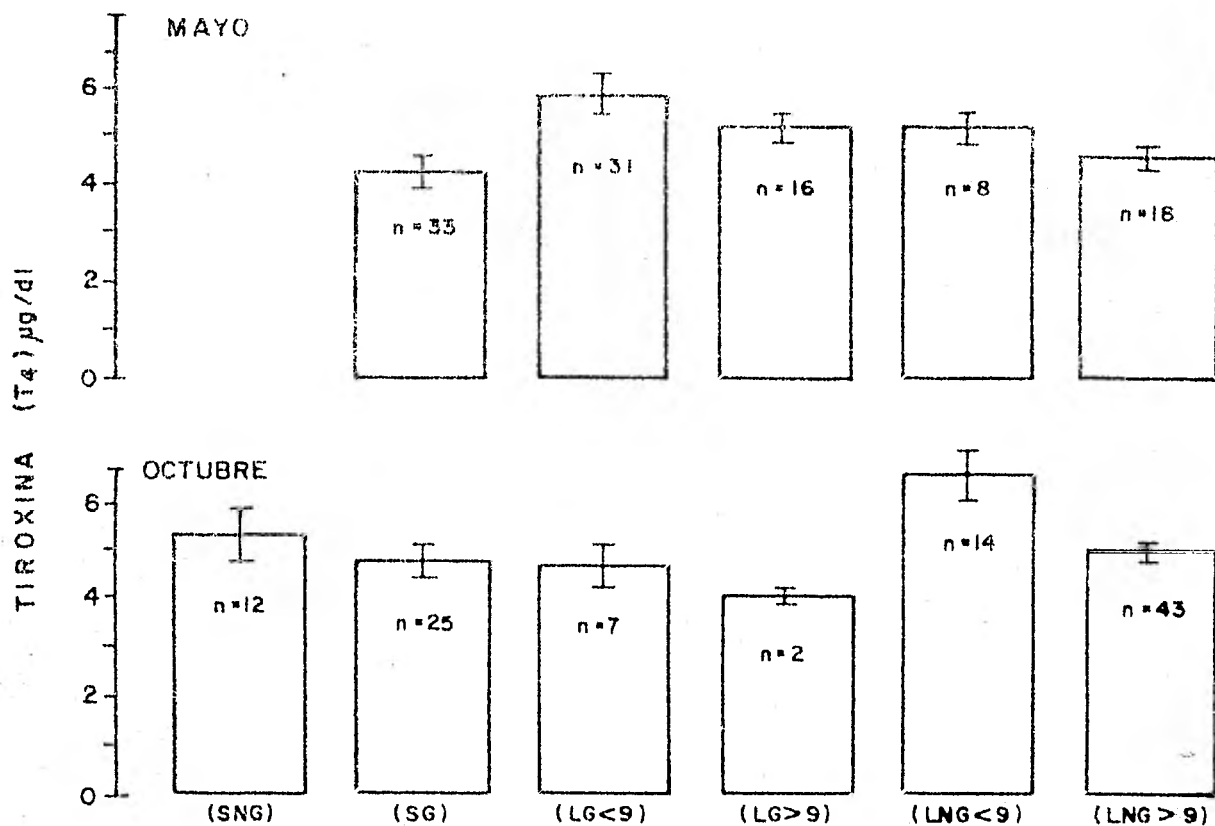 MAYO
6
4
2
0
n=33
n=31
n=16
n=8
n=18
TIROXINA (T4) µg/dl
OCTUBRE
6
4
2
0
n=12
n=25
n=7
n=2
n=14
n=43
(SNG) (SG) (LG<9) (LG>9) (LNG<9) (LNG>9)